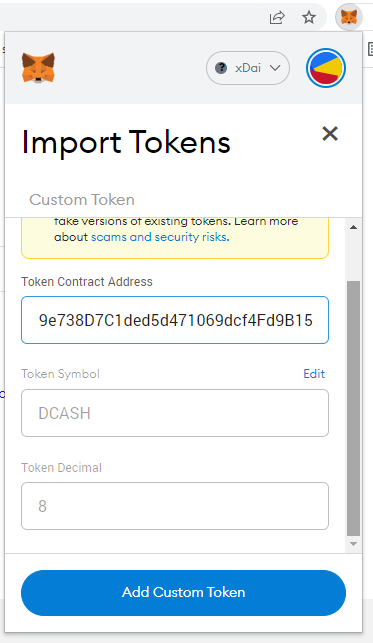 xDai
Import Tokens
Custom Token
fake versions of existing tokens. Learn more
about scams and security risks.
Token Contract Address
9e738D7C1ded5d471069dcf4Fd9B15
Token Symbol
Edit
DCASH
Token Decimal
8
Add Custom Token